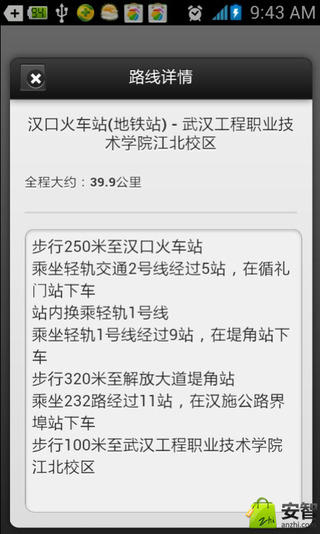 94
9:43 AM
路线详情
汉口火车站(地铁站) - 武汉工程职业技
术学院江北校区
全程大约：39.9公里
步行250米至汉口火车站
乘坐轻轨交通2号线经过5站，在循礼
门站下车
站内换乘轻轨1号线
乘坐轻轨1号线经过9站，在堤角站下
车
步行320米至解放大道堤角站
乘坐232路经过11站，在汉施公路界
埠站下车
步行100米至武汉工程职业技术学院
江北校区
zhi
安智
anzhi.com